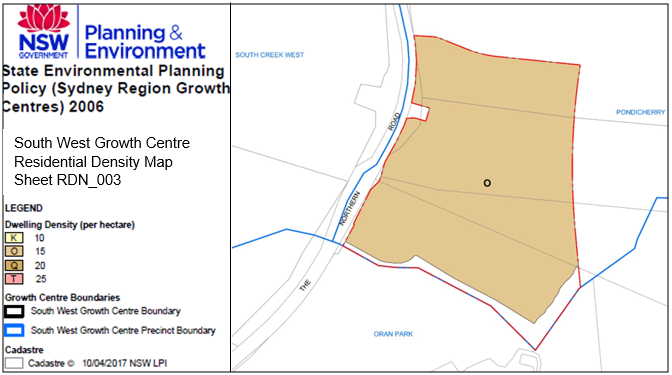 NSW
GOVERNMENT
Planning &
Environment
State Environmental Planning
Policy (Sydney Region Growth
Centres) 2006
South West Growth Centre
Residential Density Map
Sheet RDN_003
LEGEND
Dwelling Density (per hectare)
K 10
O 15
Q 20
T 25
Growth Centre Boundaries
South West Growth Centre Boundary
South West Growth Centre Precinct Boundary
Cadastre
Cadastre © 10/04/2017 NSW LPI
SOUTH CREEK WEST
PONDICHERRY
O
THE
NORTHERN
ROAD
ORAN PARK